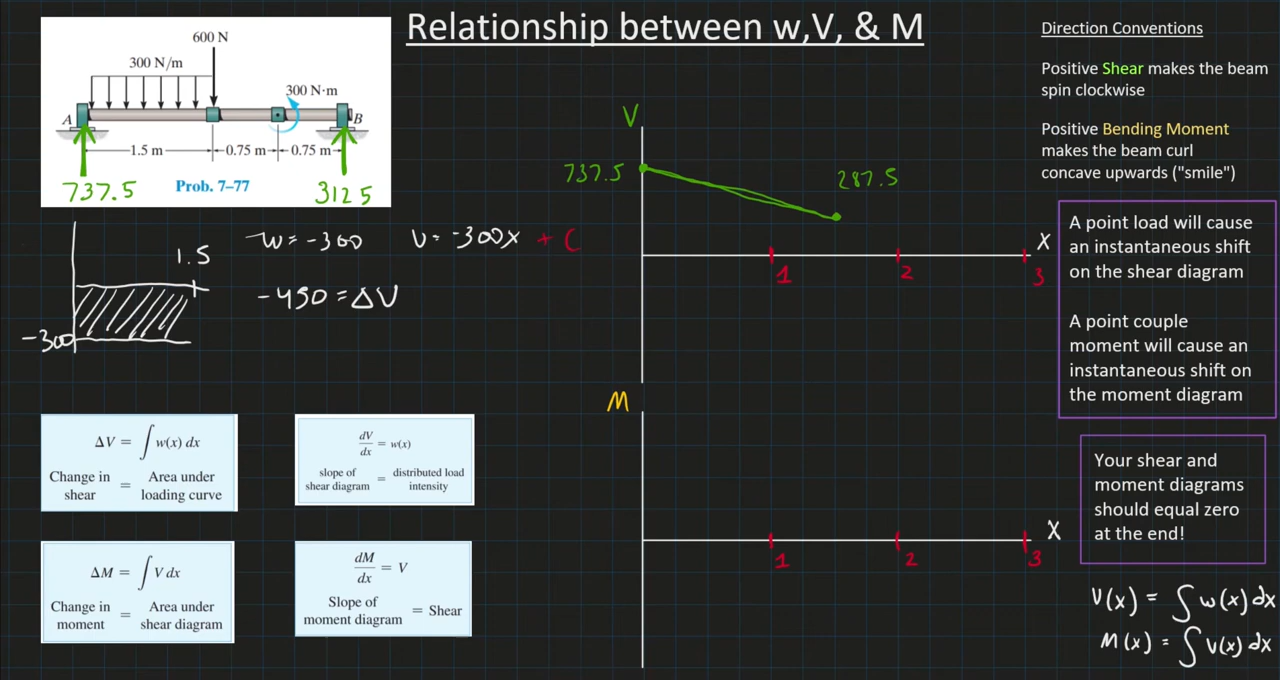 Relationship between w,V, & M
600 N
300 N/m
300 N·m
A
B
1.5 m
0.75 m
0.75 m
737.5
Prob. 7–77
312.5
1.5
-300
w = -300
V = -300x + C
-450 = ΔV
V
737.5
287.5
X
1
2
3
M
X
1
2
3
ΔV = ∫ w(x) dx
Change in shear = Area under loading curve
dV/dx = w(x)
slope of shear diagram = distributed load intensity
ΔM = ∫ V dx
Change in moment = Area under shear diagram
dM/dx = V
Slope of moment diagram = Shear
Direction Conventions
Positive Shear makes the beam
spin clockwise
Positive Bending Moment
makes the beam curl
concave upwards ("smile")
A point load will cause
an instantaneous shift
on the shear diagram
A point couple
moment will cause an
instantaneous shift on
the moment diagram
Your shear and
moment diagrams
should equal zero
at the end!
V(x) = ∫ w(x) dx
M(x) = ∫ V(x) dx